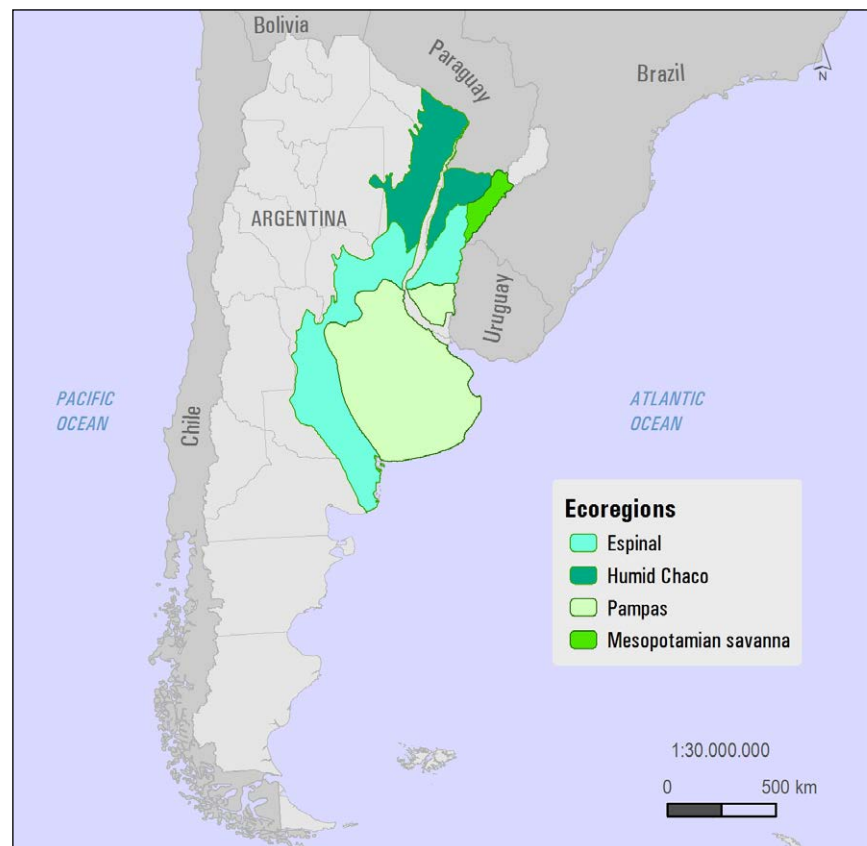 Bolivia
Paraguay
Brazil
N
ARGENTINA
Uruguay
PACIFIC
OCEAN
Chile
ATLANTIC
OCEAN
Ecoregions
Espinal
Humid Chaco
Pampas
Mesopotamian savanna
1:30.000.000
0 500 km